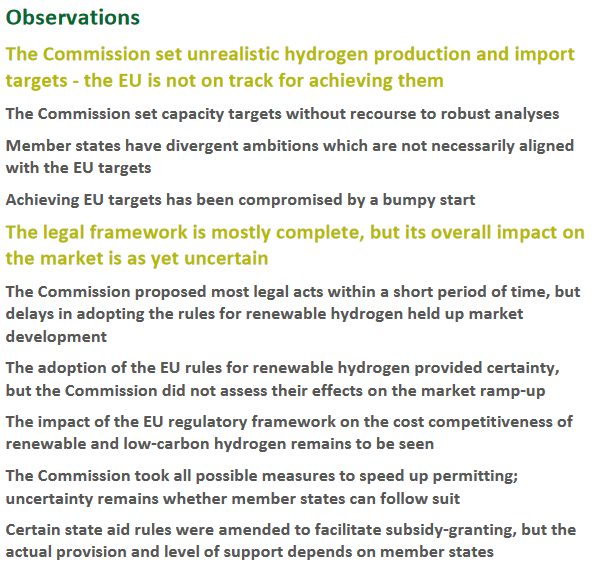 Observations
The Commission set unrealistic hydrogen production and import
targets - the EU is not on track for achieving them
The Commission set capacity targets without recourse to robust analyses
Member states have divergent ambitions which are not necessarily aligned
with the EU targets
Achieving EU targets has been compromised by a bumpy start
The legal framework is mostly complete, but its overall impact on
the market is as yet uncertain
The Commission proposed most legal acts within a short period of time, but
delays in adopting the rules for renewable hydrogen held up market
development
The adoption of the EU rules for renewable hydrogen provided certainty,
but the Commission did not assess their effects on the market ramp-up
The impact of the EU regulatory framework on the cost competitiveness of
renewable and low-carbon hydrogen remains to be seen
The Commission took all possible measures to speed up permitting;
uncertainty remains whether member states can follow suit
Certain state aid rules were amended to facilitate subsidy-granting, but the
actual provision and level of support depends on member states